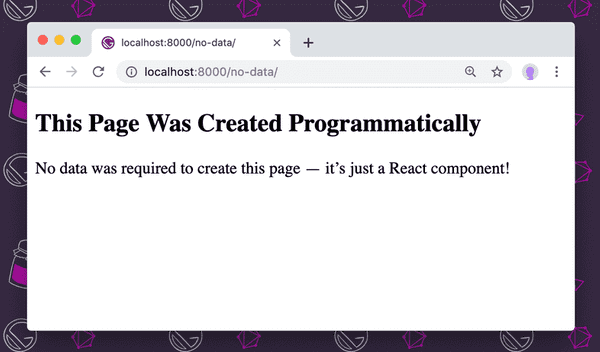 localhost:8000/no-data/
localhost:8000/no-data/
This Page Was Created Programmatically
No data was required to create this page — it’s just a React component!